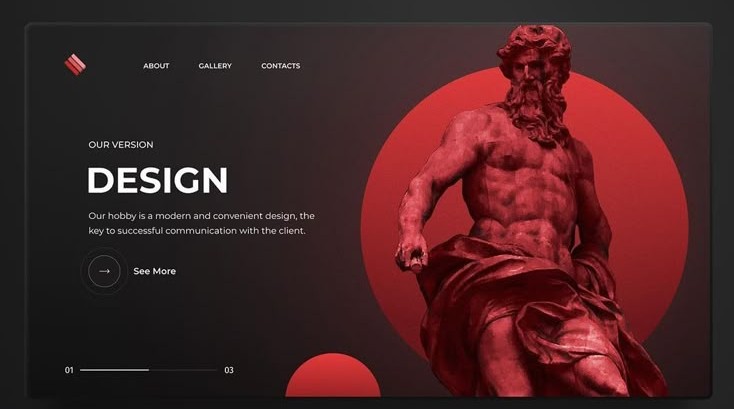 ABOUT GALLERY CONTACTS
OUR VERSION
DESIGN
Our hobby is a modern and convenient design, the
key to successful communication with the client.
See More
01 03